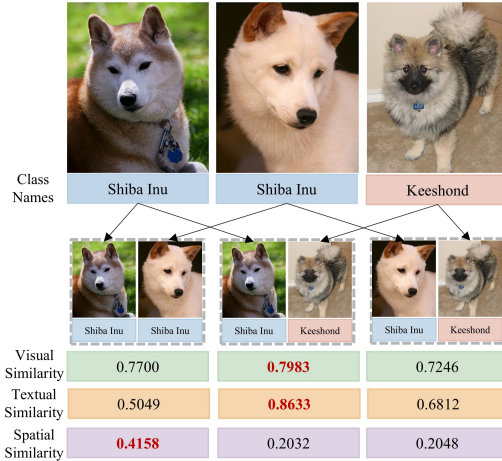 Class
Names
Shiba Inu
Shiba Inu
Keeshond
Shiba Inu
Shiba Inu
Shiba Inu
Keeshond
Shiba Inu
Keeshond
Visual
Similarity
0.7700
0.7983
0.7246
Textual
Similarity
0.5049
0.8633
0.6812
Spatial
Similarity
0.4158
0.2032
0.2048